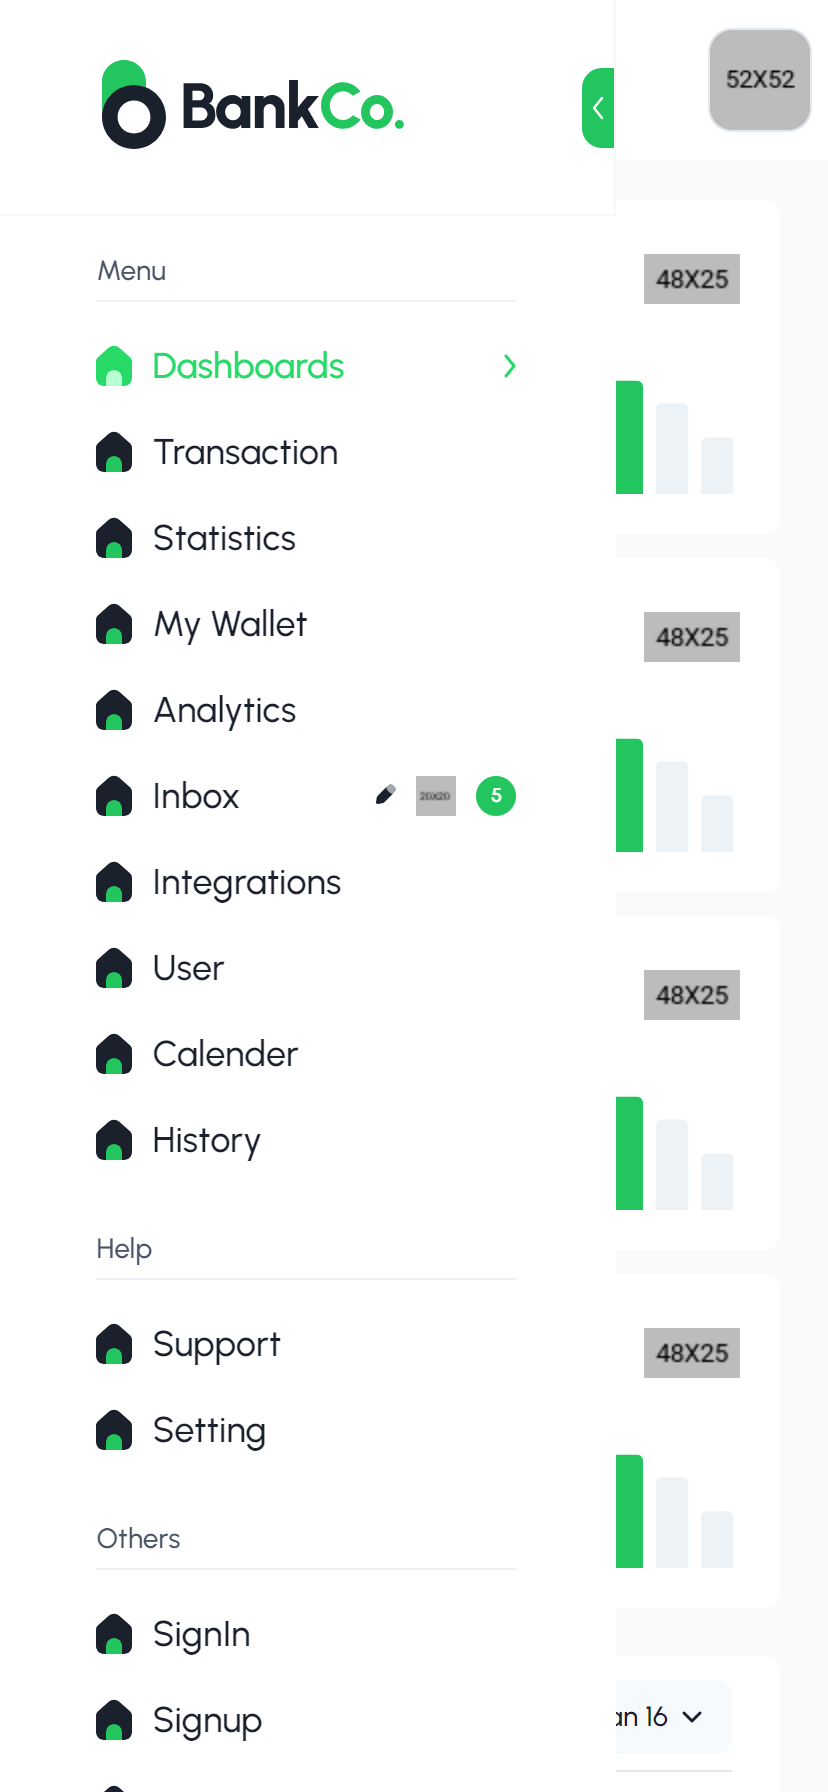 BankCo.
52X52
Menu
48X25
Dashboards
Transaction
Statistics
My Wallet
48X25
Analytics
Inbox
20X20
5
Integrations
User
48X25
Calender
History
Help
Support
48X25
Setting
Others
SignIn
Signup
an 16